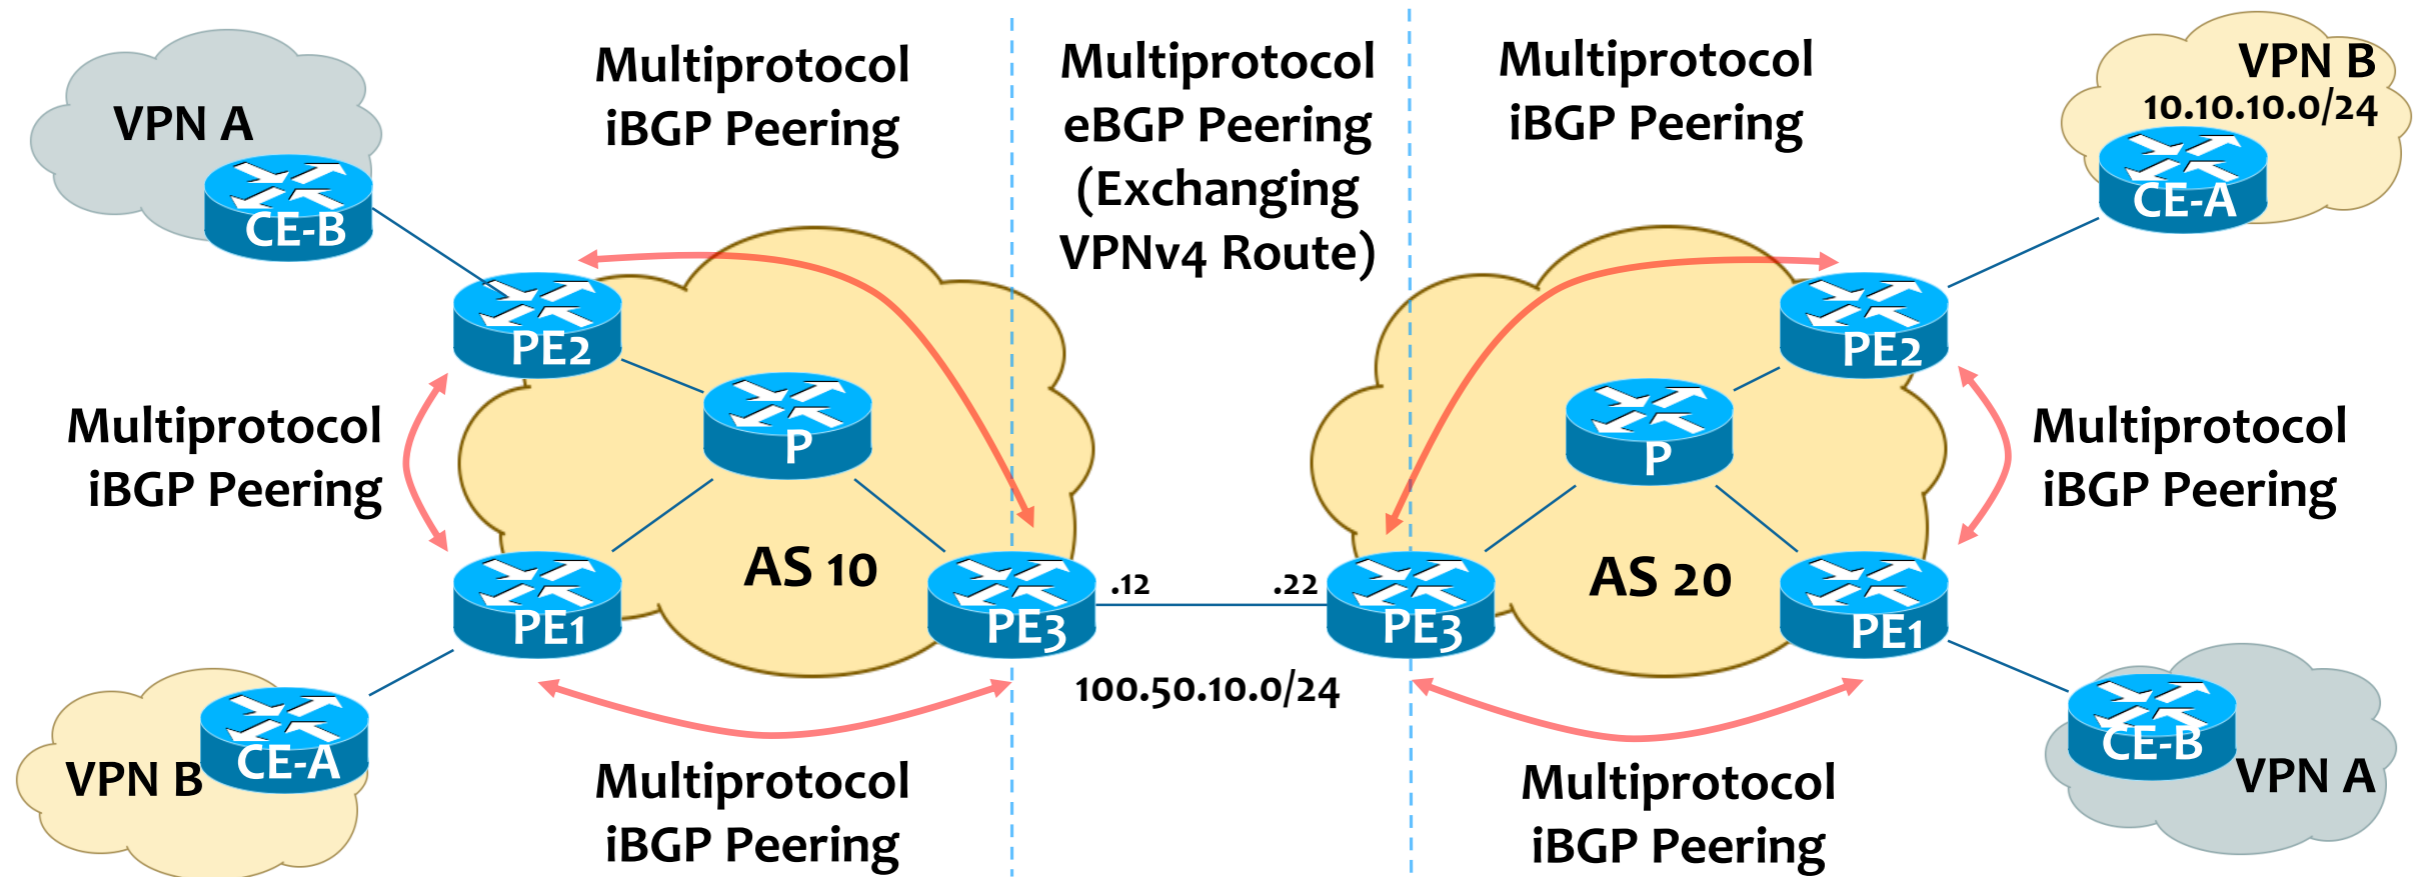 Multiprotocol
iBGP Peering
Multiprotocol
eBGP Peering
(Exchanging
VPNv4 Route)
Multiprotocol
iBGP Peering
VPN B
10.10.10.0/24
CE-A
VPN A
CE-B
PE2
PE2
P
P
Multiprotocol
iBGP Peering
Multiprotocol
iBGP Peering
AS 10
AS 20
PE1
PE3
.12
.22
PE3
PE1
100.50.10.0/24
VPN B
CE-A
CE-B
VPN A
Multiprotocol
iBGP Peering
Multiprotocol
iBGP Peering